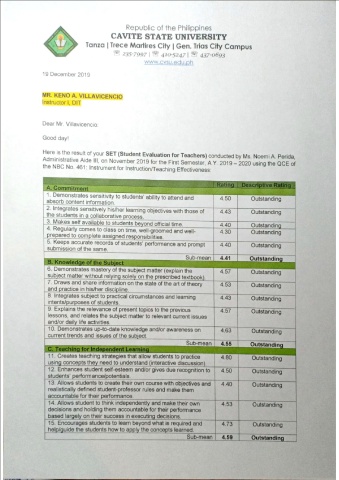 Republic of the Philippines
CAVITE STATE UNIVERSITY
Tanza | Trece Martires City | Gen. Trias City Campus
www.cvsu.edu.ph
19 December 2019
MR. KENO A. VILLAVICENCIO
Instructor I, DIT
Dear Mr. Villavicencio:
Good day!
Here is the result of your SET (Student Evaluation for Teachers) conducted by Ms. Noemi A. Perida,
Administrative Aide III, on November 2019 for the First Semester, A.Y. 2019 – 2020 using the QCE of
the NBC No. 461: Instrument for Instruction/Teaching Effectiveness:
Rating Descriptive Rating
A. Commitment
1. Demonstrates sensitivity to students' ability to attend and
absorb content information. 4.50 Outstanding
2. Integrates sensitively his/her learning objectives with those of
the students in a collaborative process. 4.43 Outstanding
3. Makes self available to students beyond official time. 4.40 Outstanding
4. Regularly comes to class on time, well-groomed and well-
prepared to complete assigned responsibilities. 4.30 Outstanding
5. Keeps accurate records of students' performance and prompt
submission of the same. 4.40 Outstanding
Sub-mean 4.41 Outstanding
B. Knowledge of the Subject
6. Demonstrates mastery of the subject matter (explain the
subject matter without relying solely on the prescribed textbook). 4.57 Outstanding
7. Draws and share information on the state of the art of theory
and practice in his/her discipline. 4.53 Outstanding
8. Integrates subject to practical circumstances and learning
intents/purposes of students. 4.43 Outstanding
9. Explains the relevance of present topics to the previous
lessons, and relates the subject matter to relevant current issues
and/or daily life activities. 4.57 Outstanding
10. Demonstrates up-to-date knowledge and/or awareness on
current trends and issues of the subject. 4.63 Outstanding
Sub-mean 4.55 Outstanding
C. Teaching for Independent Learning
11. Creates teaching strategies that allow students to practice
using concepts they need to understand (interactive discussion). 4.80 Outstanding
12. Enhances student self-esteem and/or gives due recognition to
students' performance/potentials. 4.50 Outstanding
13. Allows students to create their own course with objectives and
realistically defined student-professor rules and make them
accountable for their performance. 4.40 Outstanding
14. Allows students to think independently and make their own
decisions and holding them accountable for their performance
based largely on their success in executing decisions. 4.53 Outstanding
15. Encourages students to learn beyond what is required and
help/guide the students how to apply the concepts learned. 4.73 Outstanding
Sub-mean 4.59 Outstanding